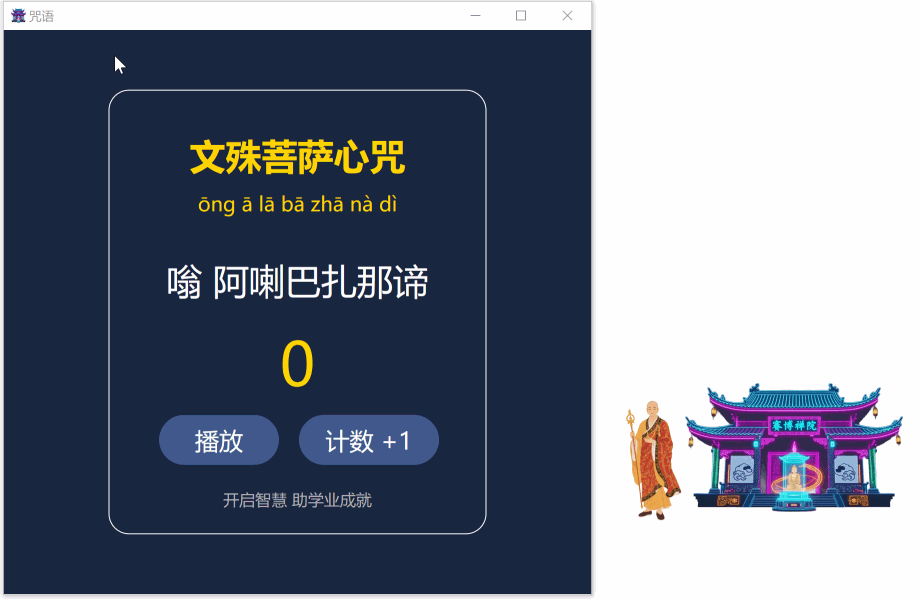 咒语
文殊菩萨心咒
ōng ā lā bā zhā nà dì
嗡 阿喇巴扎那谛
0
播放
计数 +1
开启智慧 助学业成就
赛博禅院